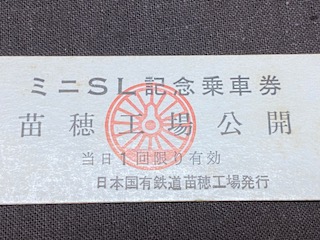 ミニSL記念乗車券
苗穂工場公開
当日1回限り有効
日本国有鉄道苗穂工場発行